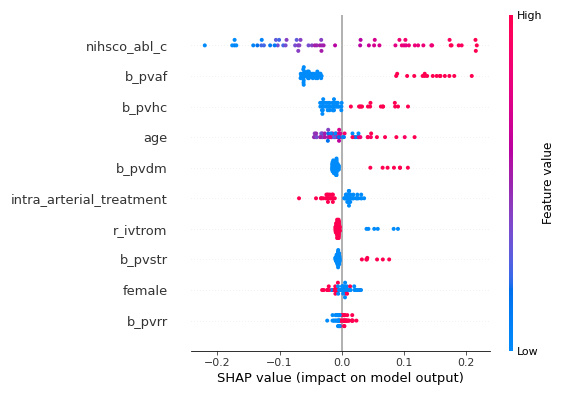 High
nihsco_abl_c
b_pvaf
b_pvhc
age
b_pvdm
intra_arterial_treatment
r_ivtrom
b_pvstr
female
b_pvrr
Feature value
Low
−0.2 −0.1 0.0 0.1 0.2
SHAP value (impact on model output)